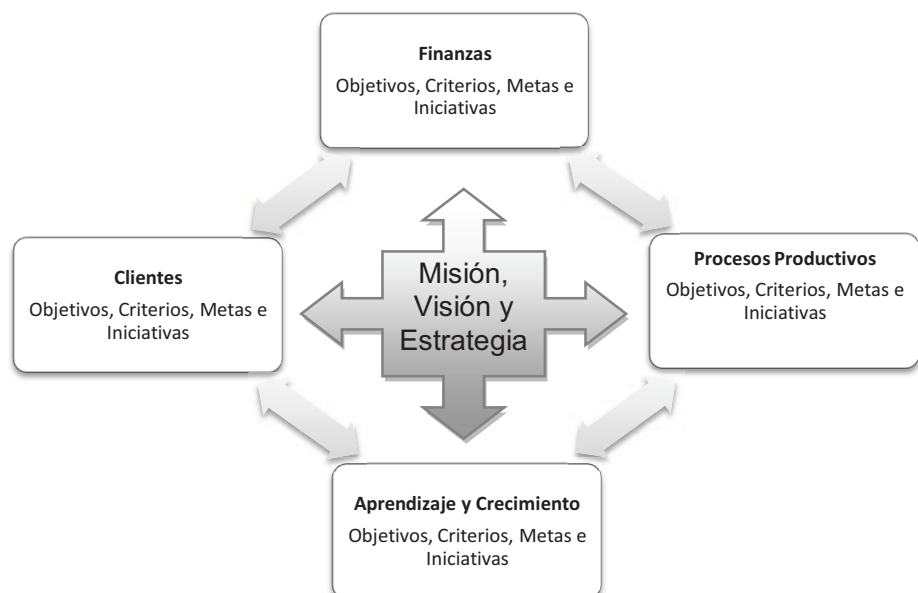 Finanzas
Objetivos, Criterios, Metas e
Iniciativas
Clientes
Objetivos, Criterios, Metas e
Iniciativas
Misión,
Visión y
Estrategia
Procesos Productivos
Objetivos, Criterios, Metas e
Iniciativas
Aprendizaje y Crecimiento
Objetivos, Criterios, Metas e
Iniciativas